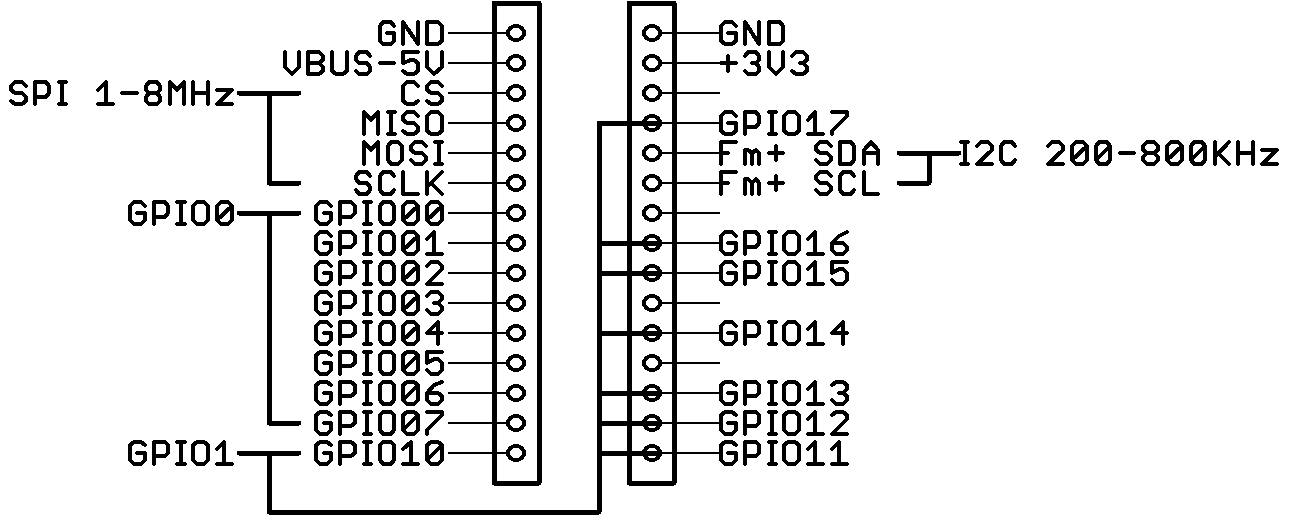 GND GND
VBUS-5V +3V3
SPI 1-8MHz CS
MISO GPIO17
MOSI Fm+ SDA I2C 200-800KHz
SCLK Fm+ SCL
GPIO0 GPIO00
GPIO01 GPIO16
GPIO02 GPIO15
GPIO03
GPIO04 GPIO14
GPIO05
GPIO06 GPIO13
GPIO07 GPIO12
GPIO1 GPIO10 GPIO11